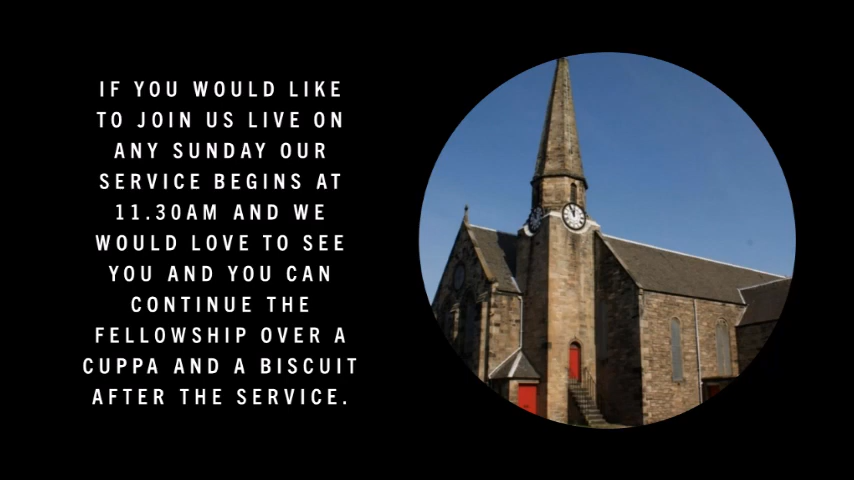 IF YOU WOULD LIKE
TO JOIN US LIVE ON
ANY SUNDAY OUR
SERVICE BEGINS AT
11.30AM AND WE
WOULD LOVE TO SEE
YOU AND YOU CAN
CONTINUE THE
FELLOWSHIP OVER A
CUPPA AND A BISCUIT
AFTER THE SERVICE.